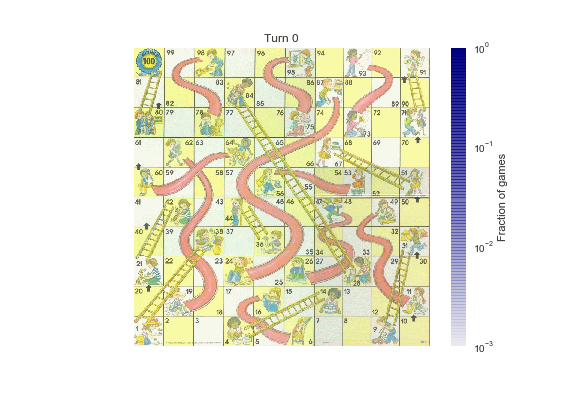 Turn 0
100 99 98 97 96 95 94 93 92 91
81 82 83 84 85 86 87 88 89 90
80 79 78 77 76 75 74 73 72 71
61 62 63 64 65 66 67 68 69 70
60 59 58 57 56 55 54 53 52 51
41 42 43 44 45 46 47 48 49 50
40 39 38 37 36 35 34 33 32 31
21 22 23 24 25 26 27 28 29 30
20 19 18 17 16 15 14 13 12 11
1 2 3 4 5 6 7 8 9 10
10⁰
10⁻¹
10⁻²
10⁻³
Fraction of games